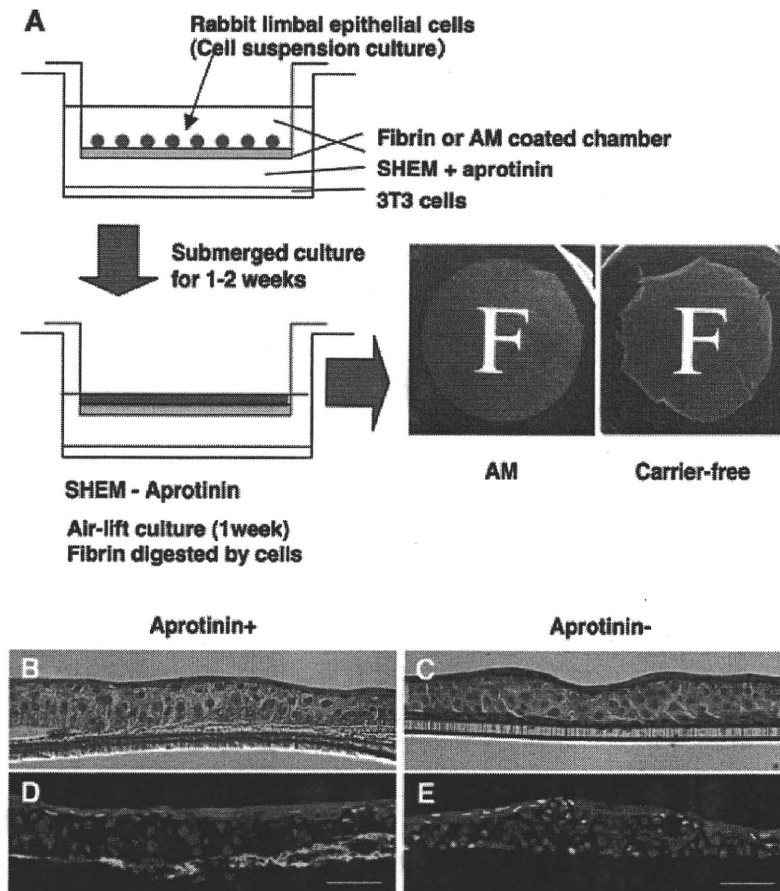 A
Rabbit limbal epithelial cells
(Cell suspension culture)
Fibrin or AM coated chamber
SHEM + aprotinin
3T3 cells
Submerged culture
for 1-2 weeks
F
F
AM
Carrier-free
SHEM - Aprotinin
Air-lift culture (1week)
Fibrin digested by cells
Aprotinin+
Aprotinin-
B
C
D
E